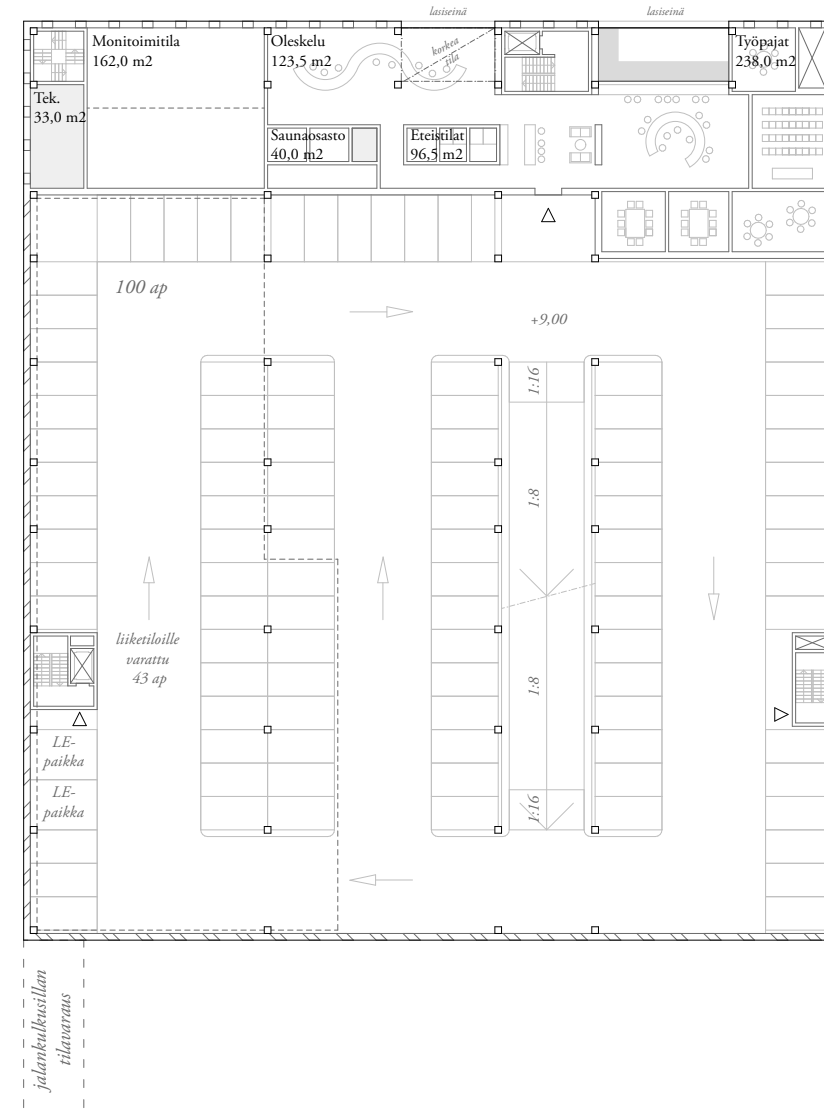 lasiseinä
lasiseinä
Monitoimitila
162,0 m2
Oleskelu
123,5 m2
korkea
tila
Työpajat
238,0 m2
Tek.
33,0 m2
Saunaosasto
40,0 m2
Eteistilat
96,5 m2
100 ap
+9,00
1:16
1:8
liiketiloille
varattu
43 ap
1:8
LE-
paikka
LE-
paikka
1:16
jalankulkusillan
tilavaraus